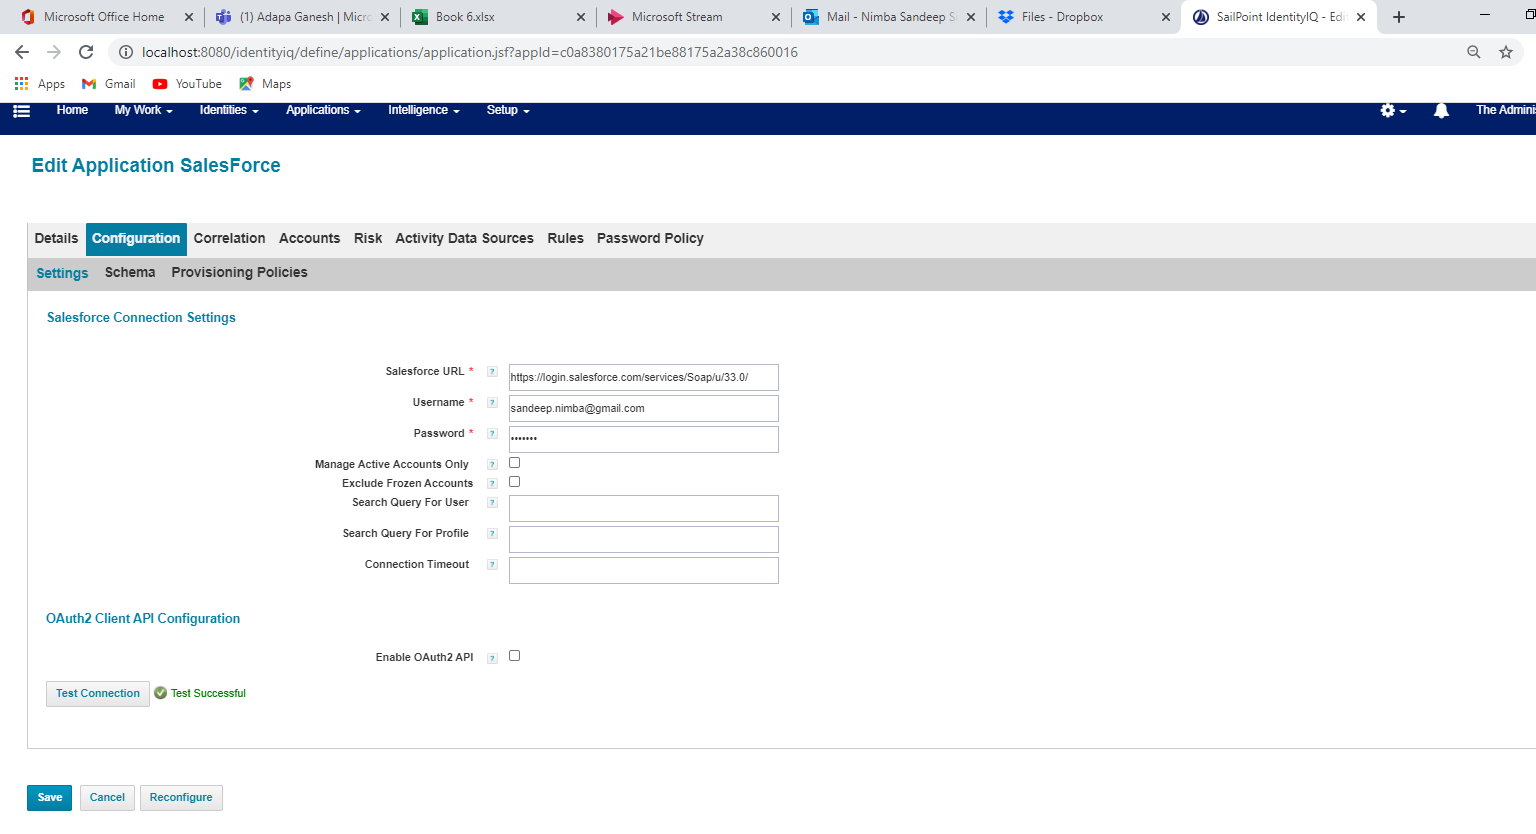 Microsoft Office Home
(1) Adapa Ganesh | Micro
Book 6.xlsx
Microsoft Stream
Mail - Nimba Sandeep S
Files - Dropbox
SailPoint IdentityIQ - Edi
localhost:8080/identityiq/define/applications/application.jsf?appId=c0a8380175a21be88175a2a38c860016
Apps Gmail YouTube Maps
Home My Work Identities Applications Intelligence Setup The Adminis
Edit Application SalesForce
Details Configuration Correlation Accounts Risk Activity Data Sources Rules Password Policy
Settings Schema Provisioning Policies
Salesforce Connection Settings
Salesforce URL * ? https://login.salesforce.com/services/Soap/u/33.0/
Username * ? sandeep.nimba@gmail.com
Password * ? •••••••
Manage Active Accounts Only ?
Exclude Frozen Accounts ?
Search Query For User ?
Search Query For Profile ?
Connection Timeout ?
OAuth2 Client API Configuration
Enable OAuth2 API ?
Test Connection Test Successful
Save Cancel Reconfigure